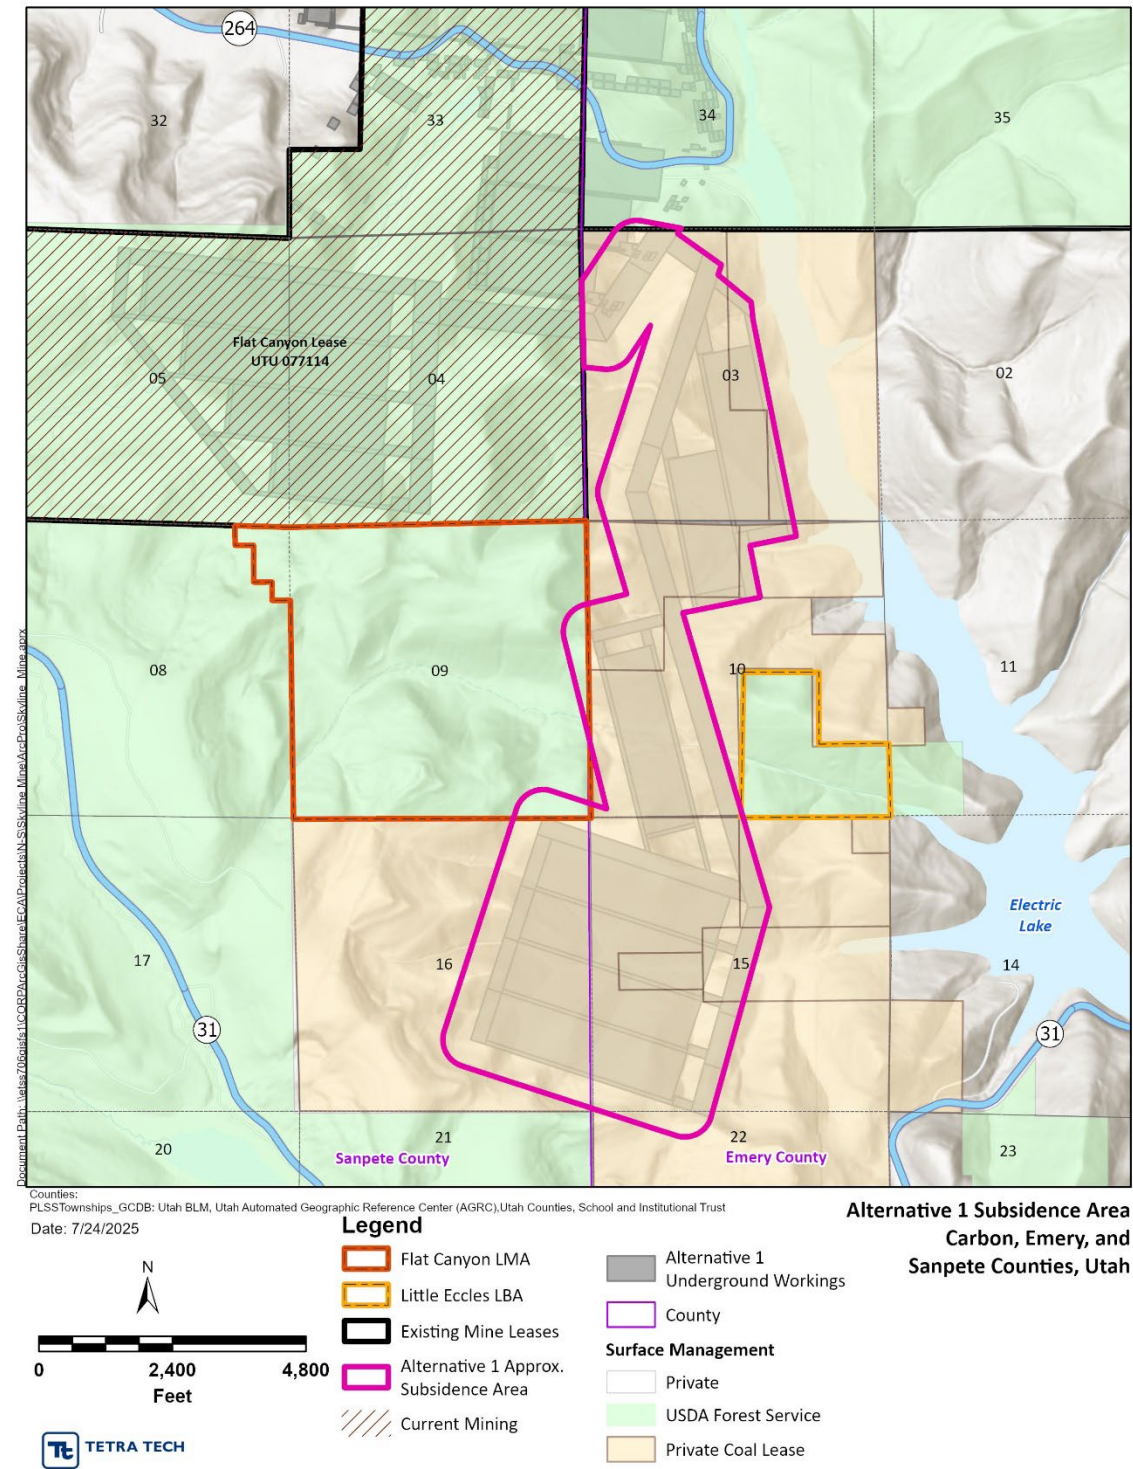 264
32
33
34
35
Flat Canyon Lease
UTU 077114
05
04
03
02
08
09
10
11
Electric
Lake
17
16
15
14
31
31
20
21
22
23
Sanpete County
Emery County
Counties:
PLSSTownships_GCDB: Utah BLM, Utah Automated Geographic Reference Center (AGRC),Utah Counties, School and Institutional Trust
Date: 7/24/2025
N
0 2,400 4,800
Feet
TETRA TECH
Legend
Flat Canyon LMA
Little Eccles LBA
Existing Mine Leases
Alternative 1 Approx.
Subsidence Area
Current Mining
Alternative 1
Underground Workings
County
Surface Management
Private
USDA Forest Service
Private Coal Lease
Alternative 1 Subsidence Area
Carbon, Emery, and
Sanpete Counties, Utah